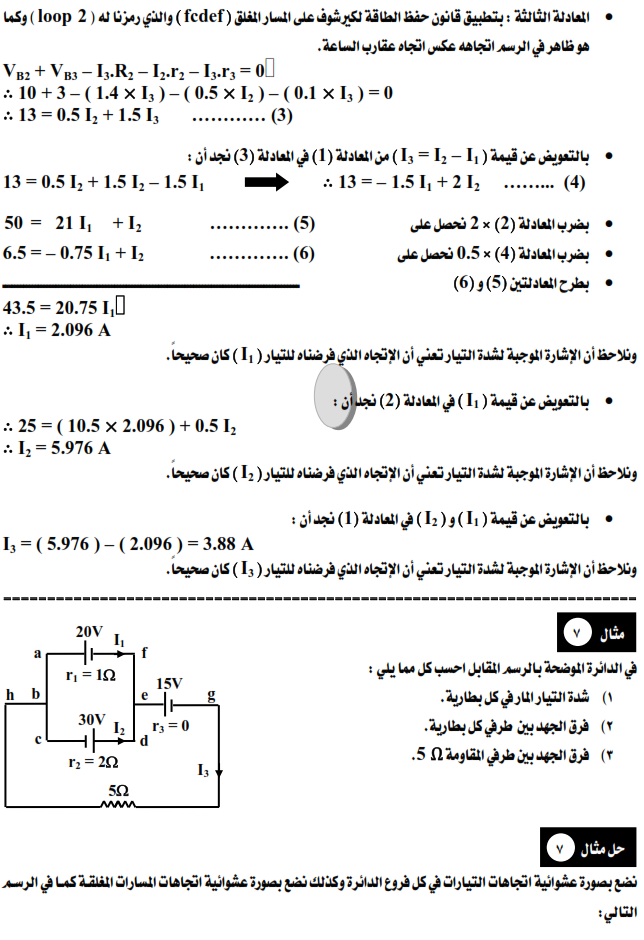 • المعادلة الثالثة : بتطبيق قانون حفظ الطاقة لكيرشوف على المسار المغلق ( fcdef ) والذي رمزنا له ( loop 2 ) وكما
هو ظاهر في الرسم اتجاهه عكس اتجاه عقارب الساعة.
V_B2 + V_B3 – I₃.R₂ – I₂.r₂ – I₃.r₃ = 0
∴ 10 + 3 – ( 1.4 × I₃ ) – ( 0.5 × I₂ ) – ( 0.1 × I₃ ) = 0
∴ 13 = 0.5 I₂ + 1.5 I₃ ………… (3)
• بالتعويض عن قيمة ( I₃ = I₂ – I₁ ) من المعادلة (1) في المعادلة (3) نجد أن :
13 = 0.5 I₂ + 1.5 I₂ – 1.5 I₁ ➡ ∴ 13 = – 1.5 I₁ + 2 I₂ ……... (4)
• بضرب المعادلة (2) × 2 نحصل على 50 = 21 I₁ + I₂ …………. (5)
• بضرب المعادلة (4) × 0.5 نحصل على 6.5 = – 0.75 I₁ + I₂ …………. (6)
• بطرح المعادلتين (5) و (6)
43.5 = 20.75 I₁
∴ I₁ = 2.096 A
ونلاحظ أن الإشارة الموجبة لشدة التيار تعني أن الإتجاه الذي فرضناه للتيار ( I₁ ) كان صحيحاً.
• بالتعويض عن قيمة ( I₁ ) في المعادلة (2) نجد أن :
∴ 25 = ( 10.5 × 2.096 ) + 0.5 I₂
∴ I₂ = 5.976 A
ونلاحظ أن الإشارة الموجبة لشدة التيار تعني أن الإتجاه الذي فرضناه للتيار ( I₂ ) كان صحيحاً.
• بالتعويض عن قيمة ( I₁ ) و ( I₂ ) في المعادلة (1) نجد أن :
I₃ = ( 5.976 ) – ( 2.096 ) = 3.88 A
ونلاحظ أن الإشارة الموجبة لشدة التيار تعني أن الإتجاه الذي فرضناه للتيار ( I₃ ) كان صحيحاً.
مثال ٧
في الدائرة الموضحة بالرسم المقابل احسب كل مما يلي :
١) شدة التيار المار في كل بطارية.
٢) فرق الجهد بين طرفي كل بطارية.
٣) فرق الجهد بين طرفي المقاومة 5 Ω.
20V I₁
a f
r₁ = 1Ω
15V
h b e g
30V I₂ r₃ = 0
c d
r₂ = 2Ω
I₃
5Ω
حل مثال ٧
نضع بصورة عشوائية اتجاهات التيارات في كل فروع الدائرة وكذلك نضع بصورة عشوائية اتجاهات المسارات المغلقة كما في الرسم
التالي: